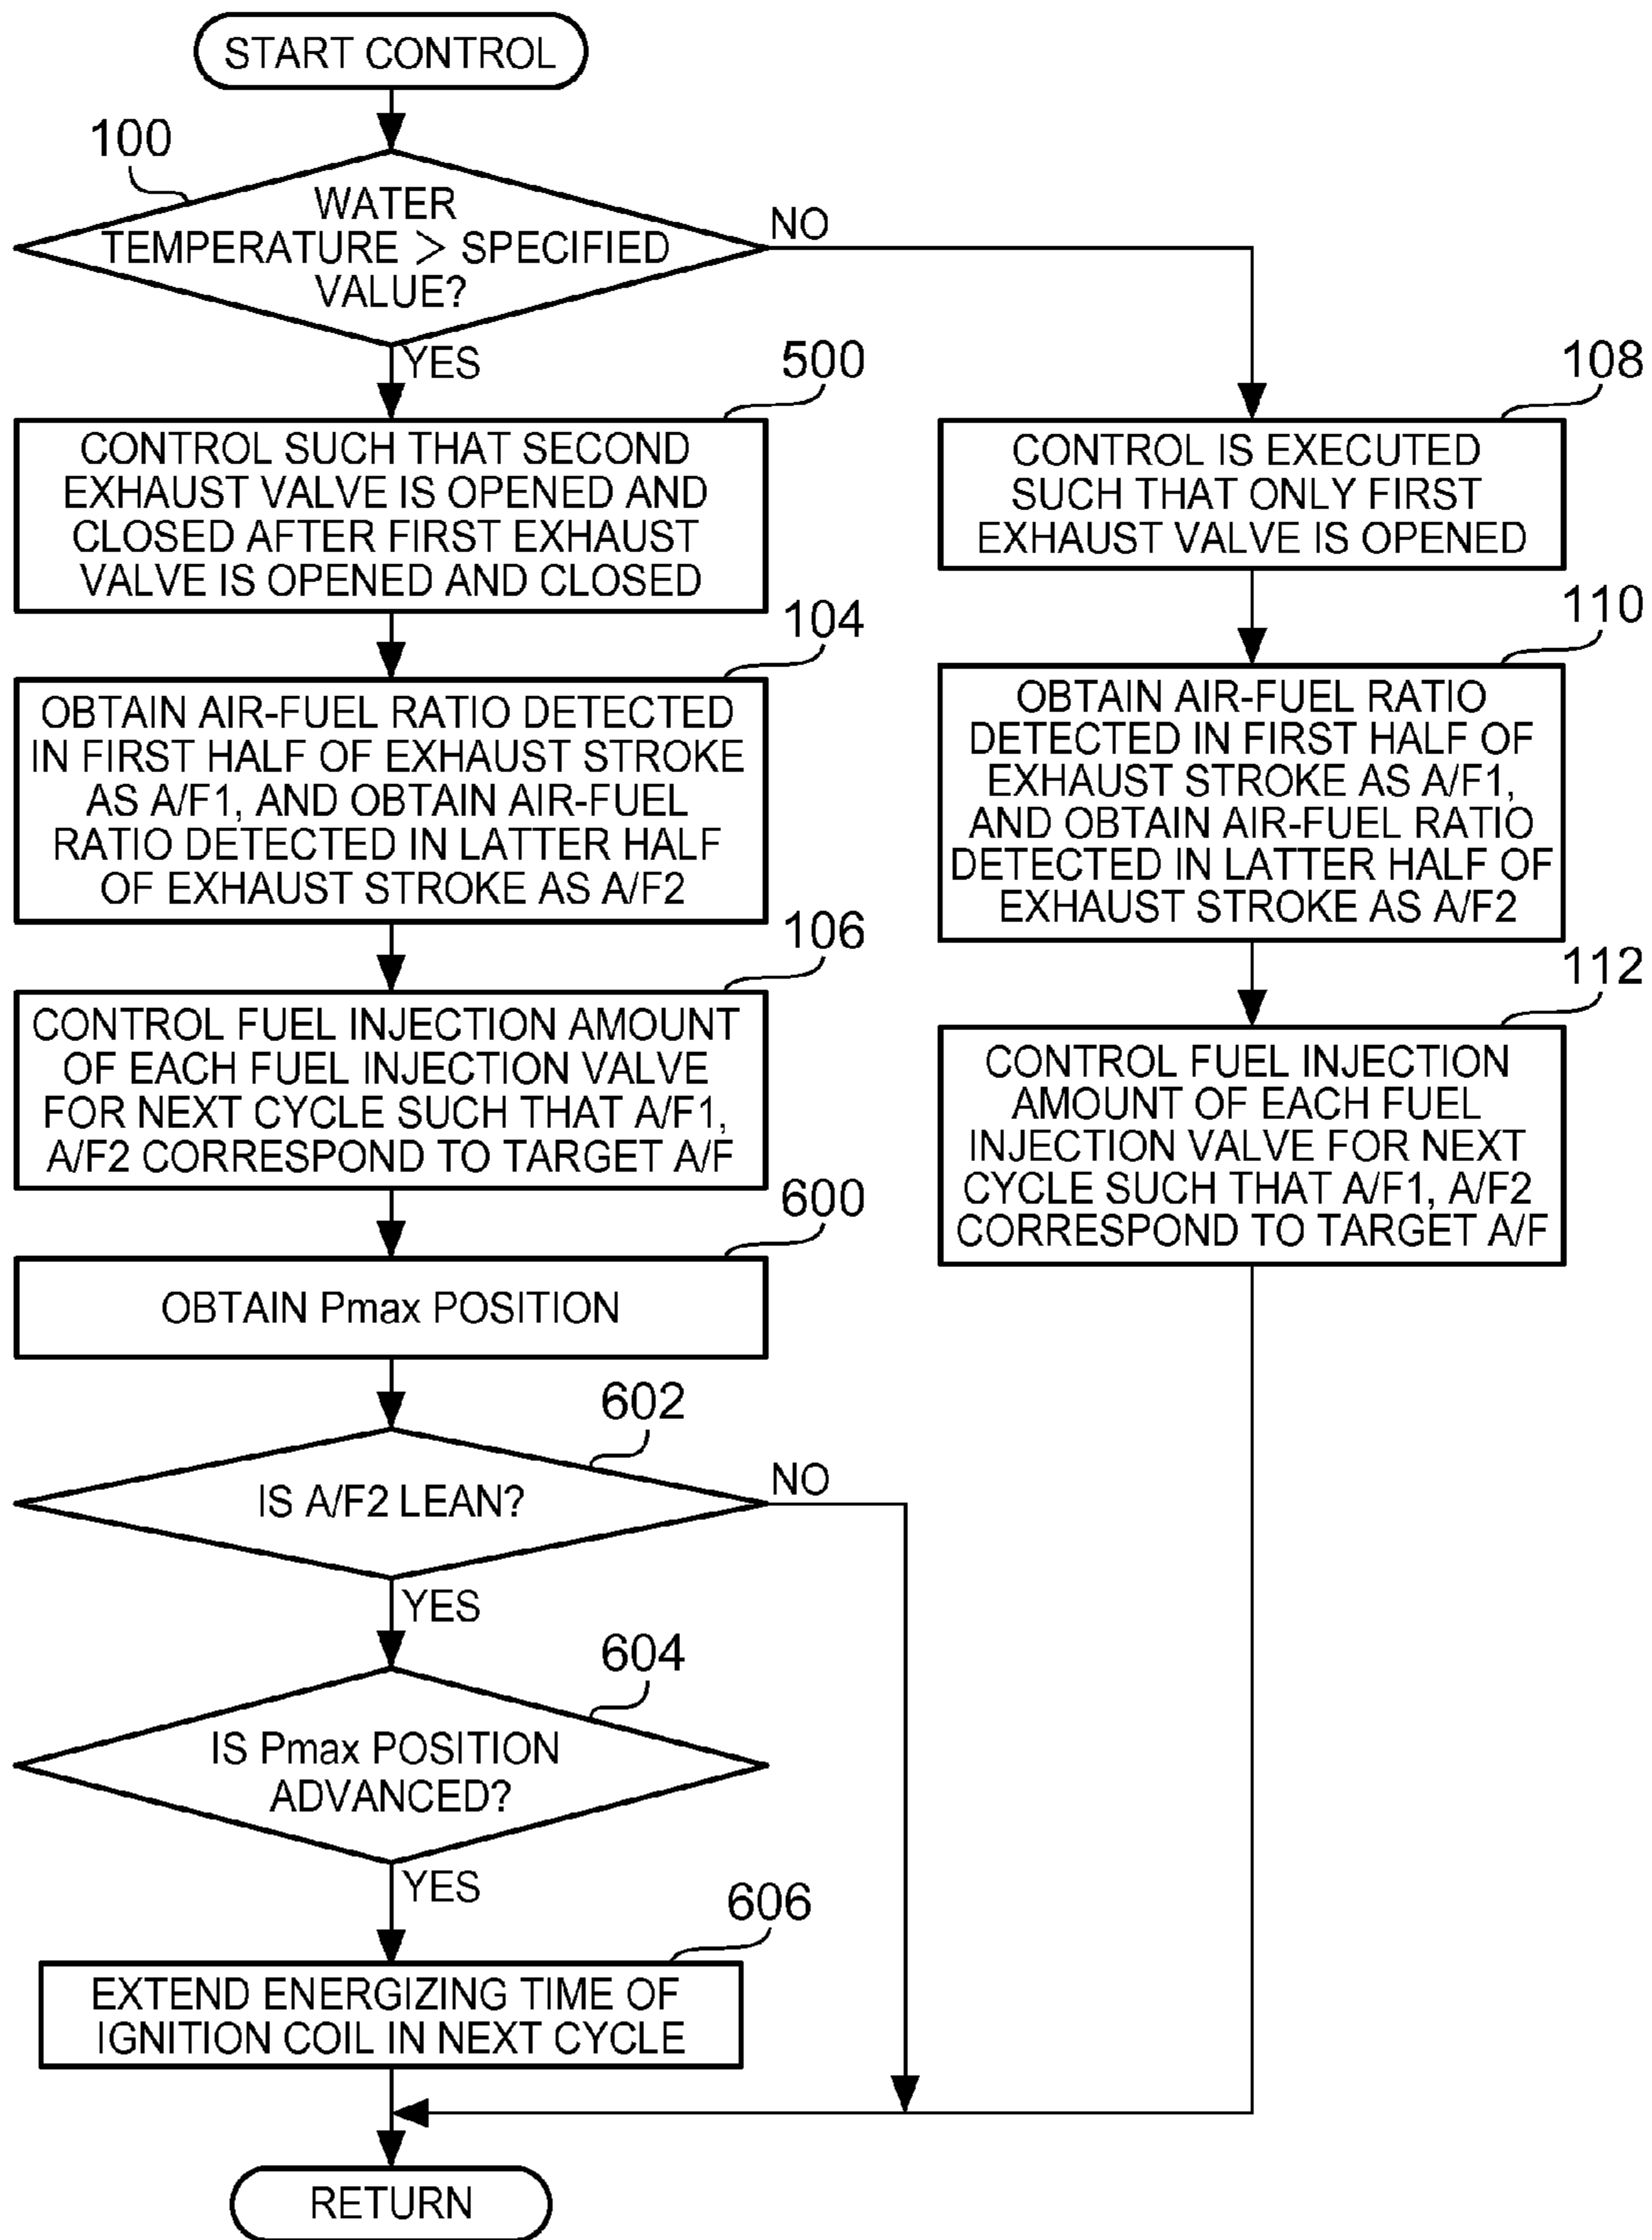 START CONTROL
100
WATER
TEMPERATURE > SPECIFIED
VALUE?
NO
YES
500
CONTROL SUCH THAT SECOND
EXHAUST VALVE IS OPENED AND
CLOSED AFTER FIRST EXHAUST
VALVE IS OPENED AND CLOSED
104
OBTAIN AIR-FUEL RATIO DETECTED
IN FIRST HALF OF EXHAUST STROKE
AS A/F1, AND OBTAIN AIR-FUEL
RATIO DETECTED IN LATTER HALF
OF EXHAUST STROKE AS A/F2
106
CONTROL FUEL INJECTION AMOUNT
OF EACH FUEL INJECTION VALVE
FOR NEXT CYCLE SUCH THAT A/F1,
A/F2 CORRESPOND TO TARGET A/F
600
OBTAIN Pmax POSITION
602
IS A/F2 LEAN?
NO
YES
604
IS Pmax POSITION
ADVANCED?
YES
606
EXTEND ENERGIZING TIME OF
IGNITION COIL IN NEXT CYCLE
108
CONTROL IS EXECUTED
SUCH THAT ONLY FIRST
EXHAUST VALVE IS OPENED
110
OBTAIN AIR-FUEL RATIO
DETECTED IN FIRST HALF OF
EXHAUST STROKE AS A/F1,
AND OBTAIN AIR-FUEL RATIO
DETECTED IN LATTER HALF OF
EXHAUST STROKE AS A/F2
112
CONTROL FUEL INJECTION
AMOUNT OF EACH FUEL
INJECTION VALVE FOR NEXT
CYCLE SUCH THAT A/F1, A/F2
CORRESPOND TO TARGET A/F
RETURN